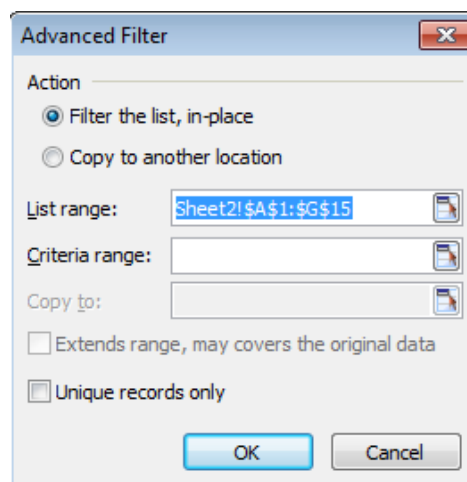 Advanced Filter
Action
Filter the list, in-place
Copy to another location
List range: Sheet2!$A$1:$G$15
Criteria range:
Copy to:
Extends range, may covers the original data
Unique records only
OK Cancel